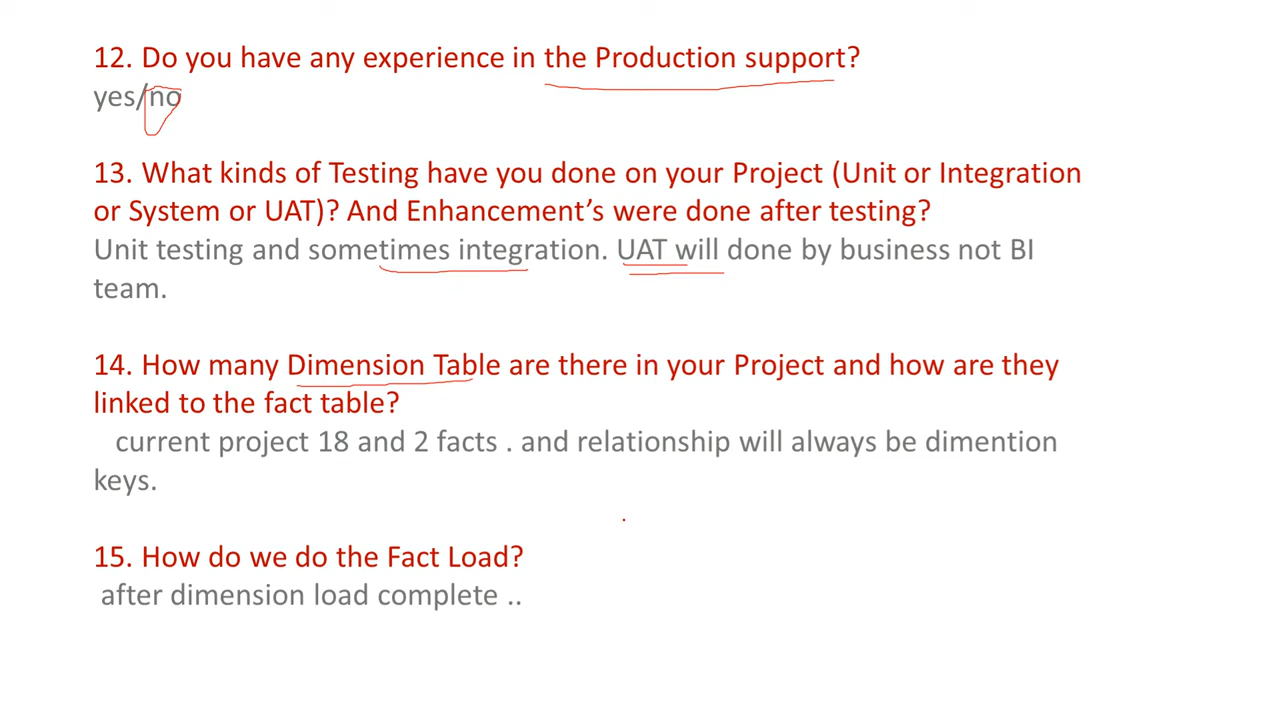 12. Do you have any experience in the Production support?
yes/no
13. What kinds of Testing have you done on your Project (Unit or Integration
or System or UAT)? And Enhancement's were done after testing?
Unit testing and sometimes integration. UAT will done by business not BI
team.
14. How many Dimension Table are there in your Project and how are they
linked to the fact table?
current project 18 and 2 facts . and relationship will always be dimention
keys.
15. How do we do the Fact Load?
after dimension load complete ..